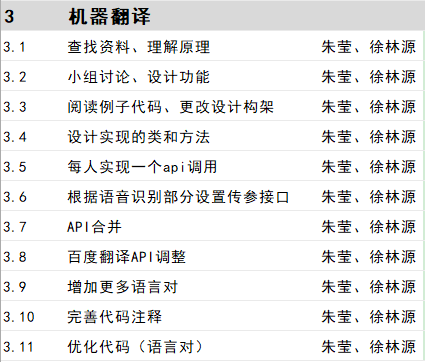 3 机器翻译
3.1 查找资料、理解原理 朱莹、徐林源
3.2 小组讨论、设计功能 朱莹、徐林源
3.3 阅读例子代码、更改设计构架 朱莹、徐林源
3.4 设计实现的类和方法 朱莹、徐林源
3.5 每人实现一个api调用 朱莹、徐林源
3.6 根据语音识别部分设置传参接口 朱莹、徐林源
3.7 API合并 朱莹、徐林源
3.8 百度翻译API调整 朱莹、徐林源
3.9 增加更多语言对 朱莹、徐林源
3.10 完善代码注释 朱莹、徐林源
3.11 优化代码（语言对） 朱莹、徐林源